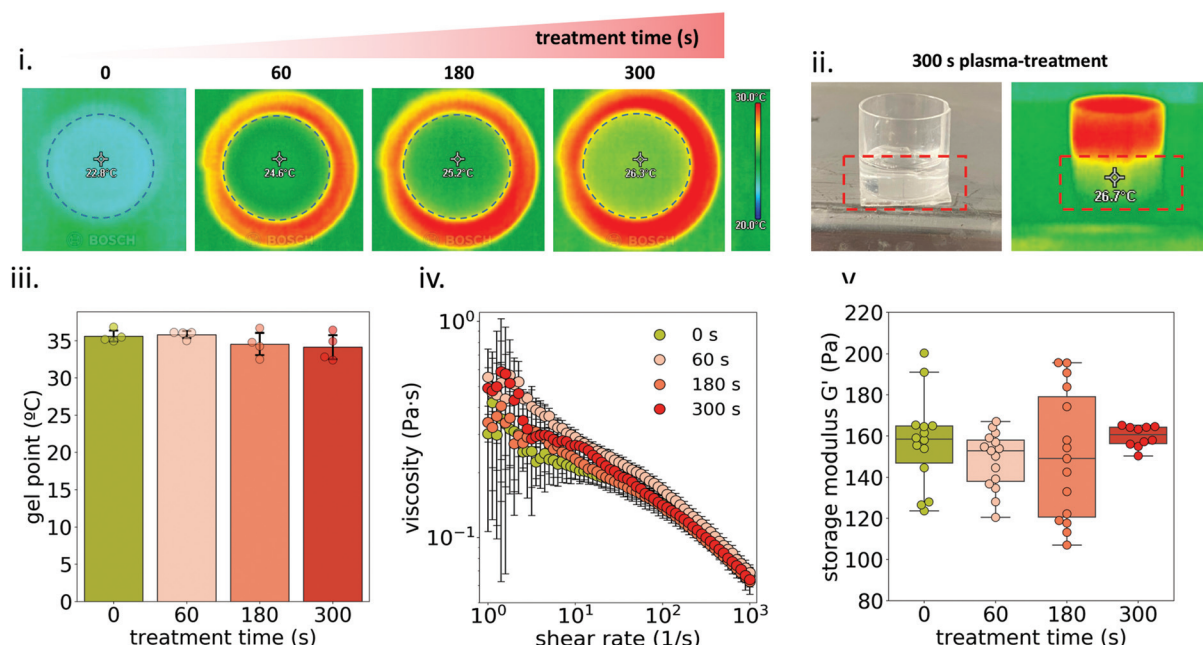 treatment time (s)
i.
0
60
180
300
22.8°C
24.6°C
25.2°C
26.3°C
BOSCH
BOSCH
BOSCH
BOSCH
30.0°C
20.0°C
ii.
300 s plasma-treatment
26.7°C
iii.
gel point (ºC)
35
30
25
20
15
10
5
0
0
60
180
300
treatment time (s)
iv.
viscosity (Pa·s)
10⁰
10⁻¹
0 s
60 s
180 s
300 s
10⁰
10¹
10²
10³
shear rate (1/s)
v
storage modulus G' (Pa)
220
200
180
160
140
120
100
80
0
60
180
300
treatment time (s)